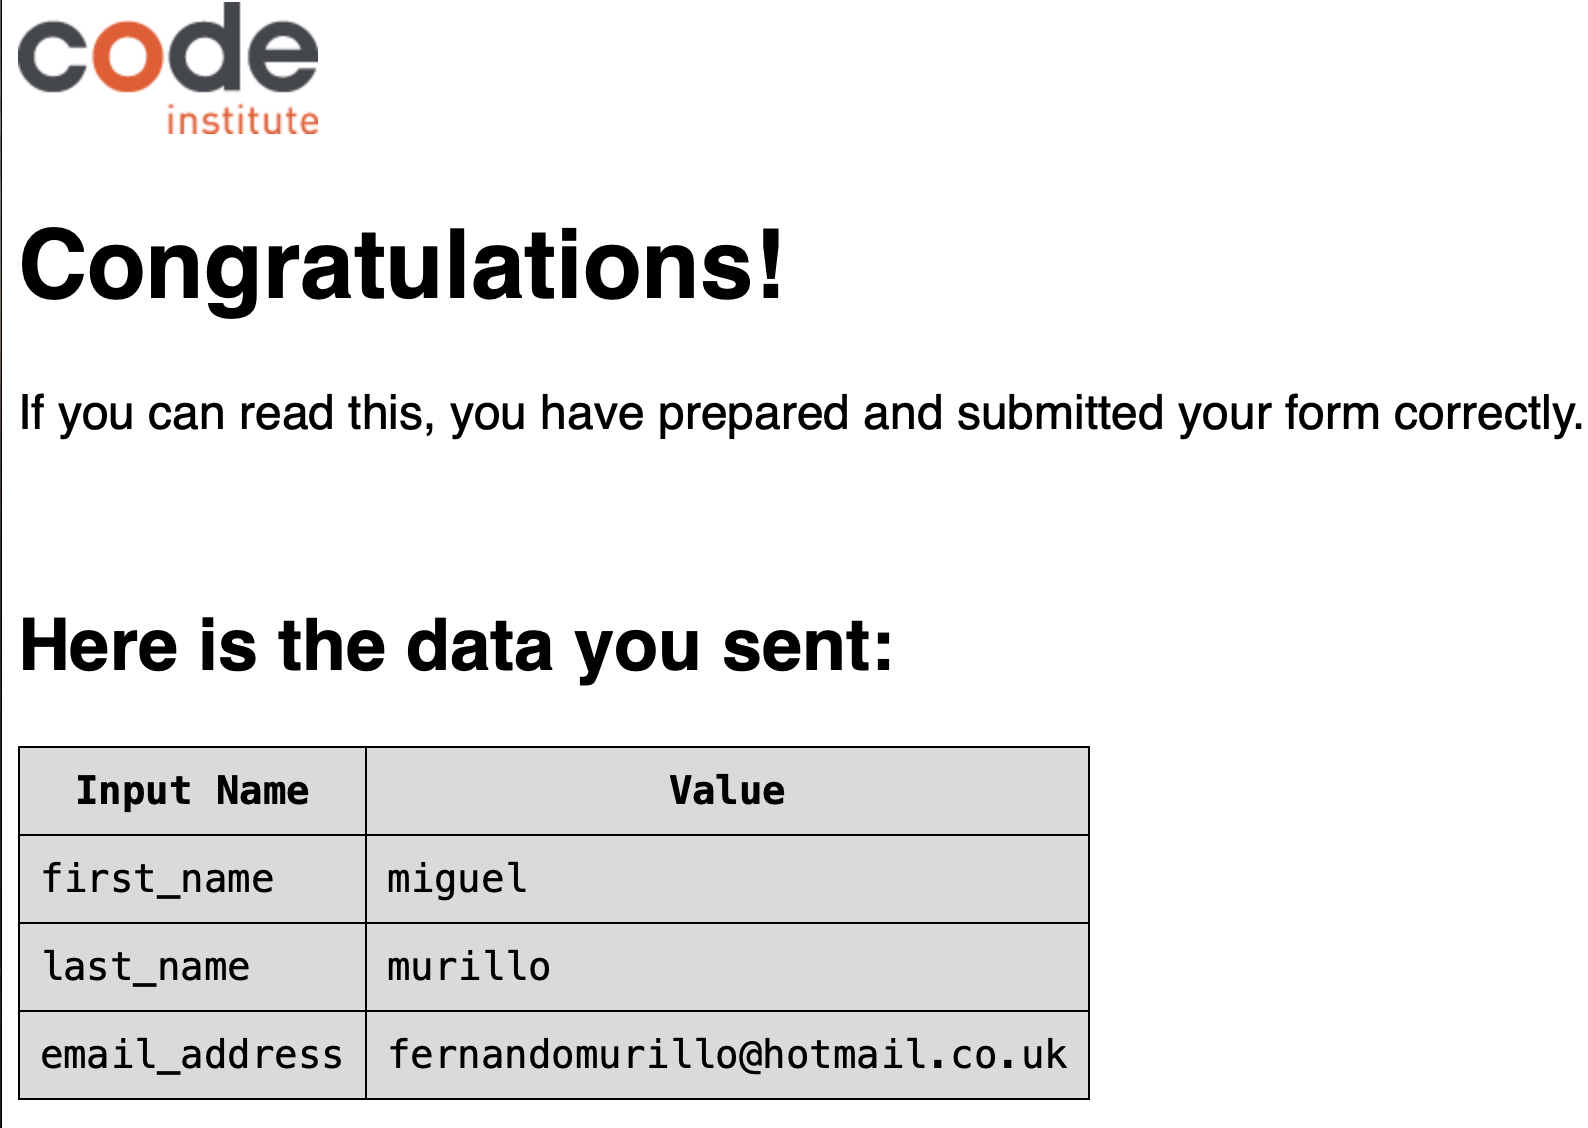 code
institute
Congratulations!
If you can read this, you have prepared and submitted your form correctly.
Here is the data you sent:
Input Name Value
first_name miguel
last_name murillo
email_address fernandomurillo@hotmail.co.uk